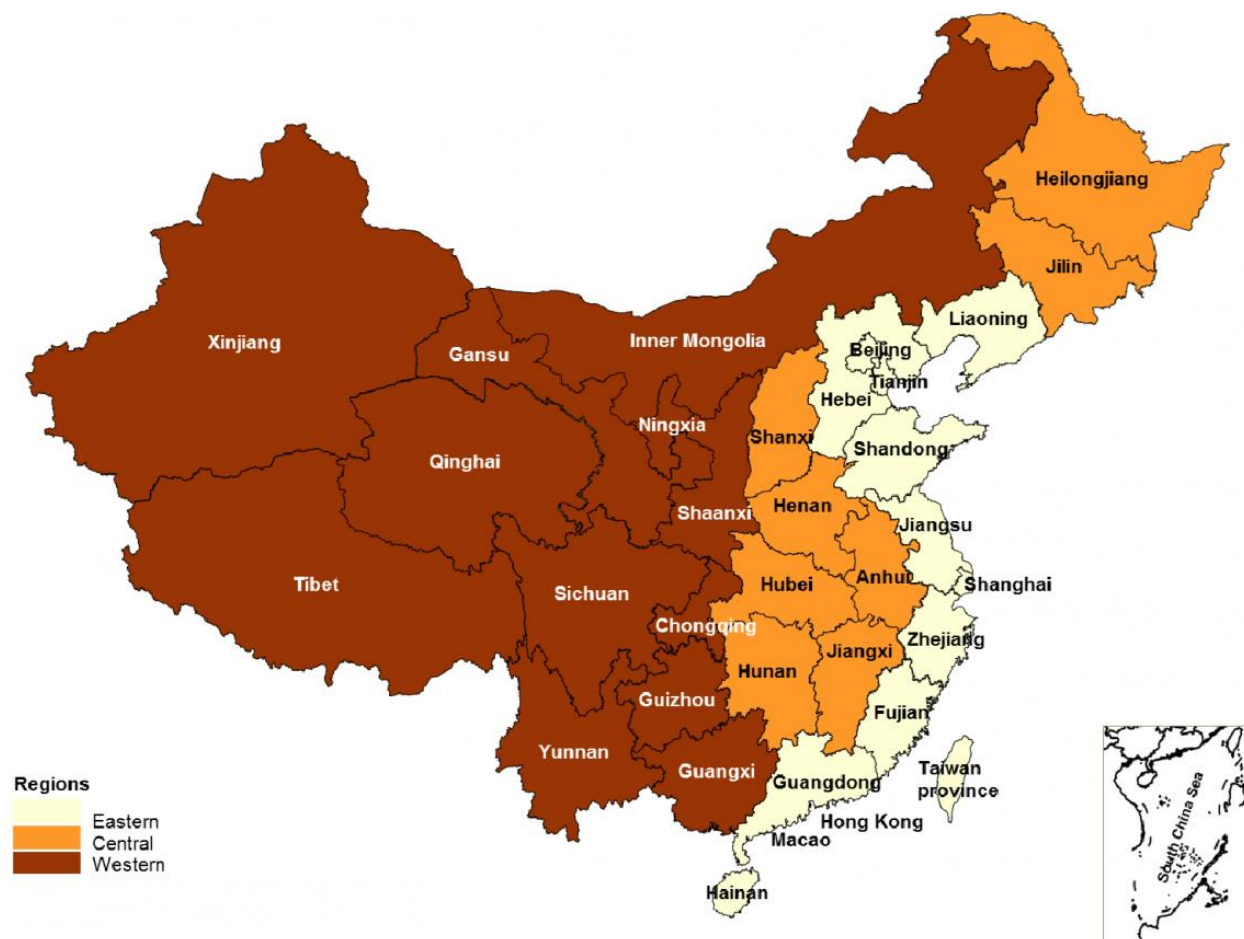 Heilongjiang
Jilin
Liaoning
Xinjiang
Gansu
Inner Mongolia
Beijing
Tianjin
Hebei
Ningxia
Shanxi
Shandong
Qinghai
Shaanxi
Henan
Jiangsu
Tibet
Sichuan
Hubei
Anhui
Shanghai
Chongqing
Zhejiang
Hunan
Jiangxi
Guizhou
Fujian
Yunnan
Guangxi
Guangdong
Taiwan
province
Hong Kong
Macao
Hainan
Regions
Eastern
Central
Western
South China Sea